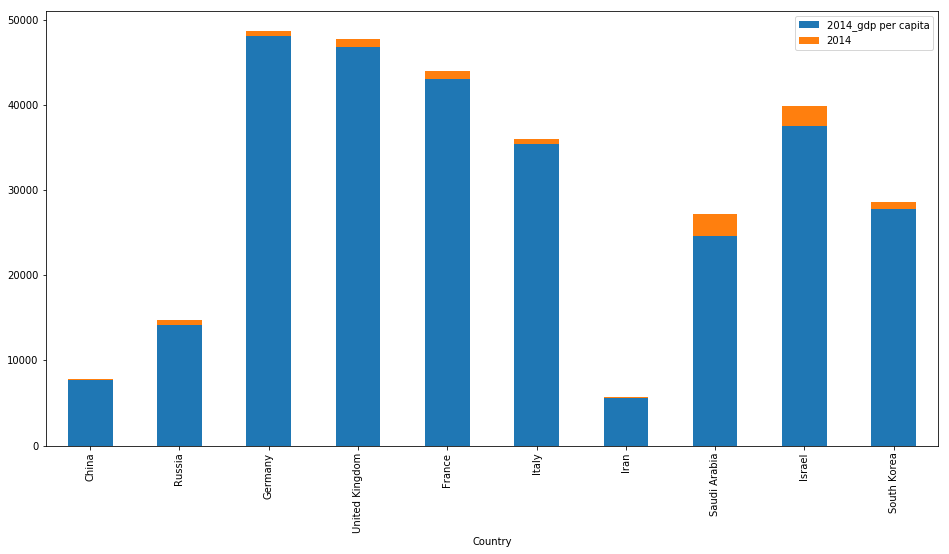 50000
40000
30000
20000
10000
0
2014_gdp per capita
2014
China
Russia
Germany
United Kingdom
France
Italy
Iran
Saudi Arabia
Israel
South Korea
Country